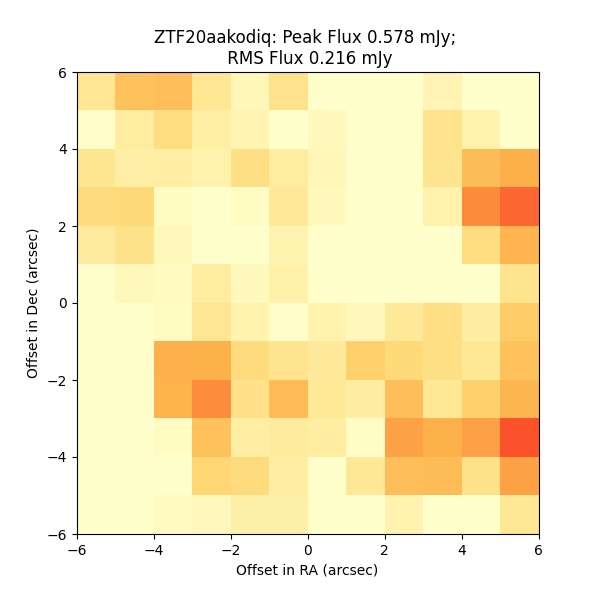 ZTF20aakodiq: Peak Flux 0.578 mJy;
RMS Flux 0.216 mJy
6
4
2
0
−2
−4
−6
Offset in Dec (arcsec)
−6 −4 −2 0 2 4 6
Offset in RA (arcsec)